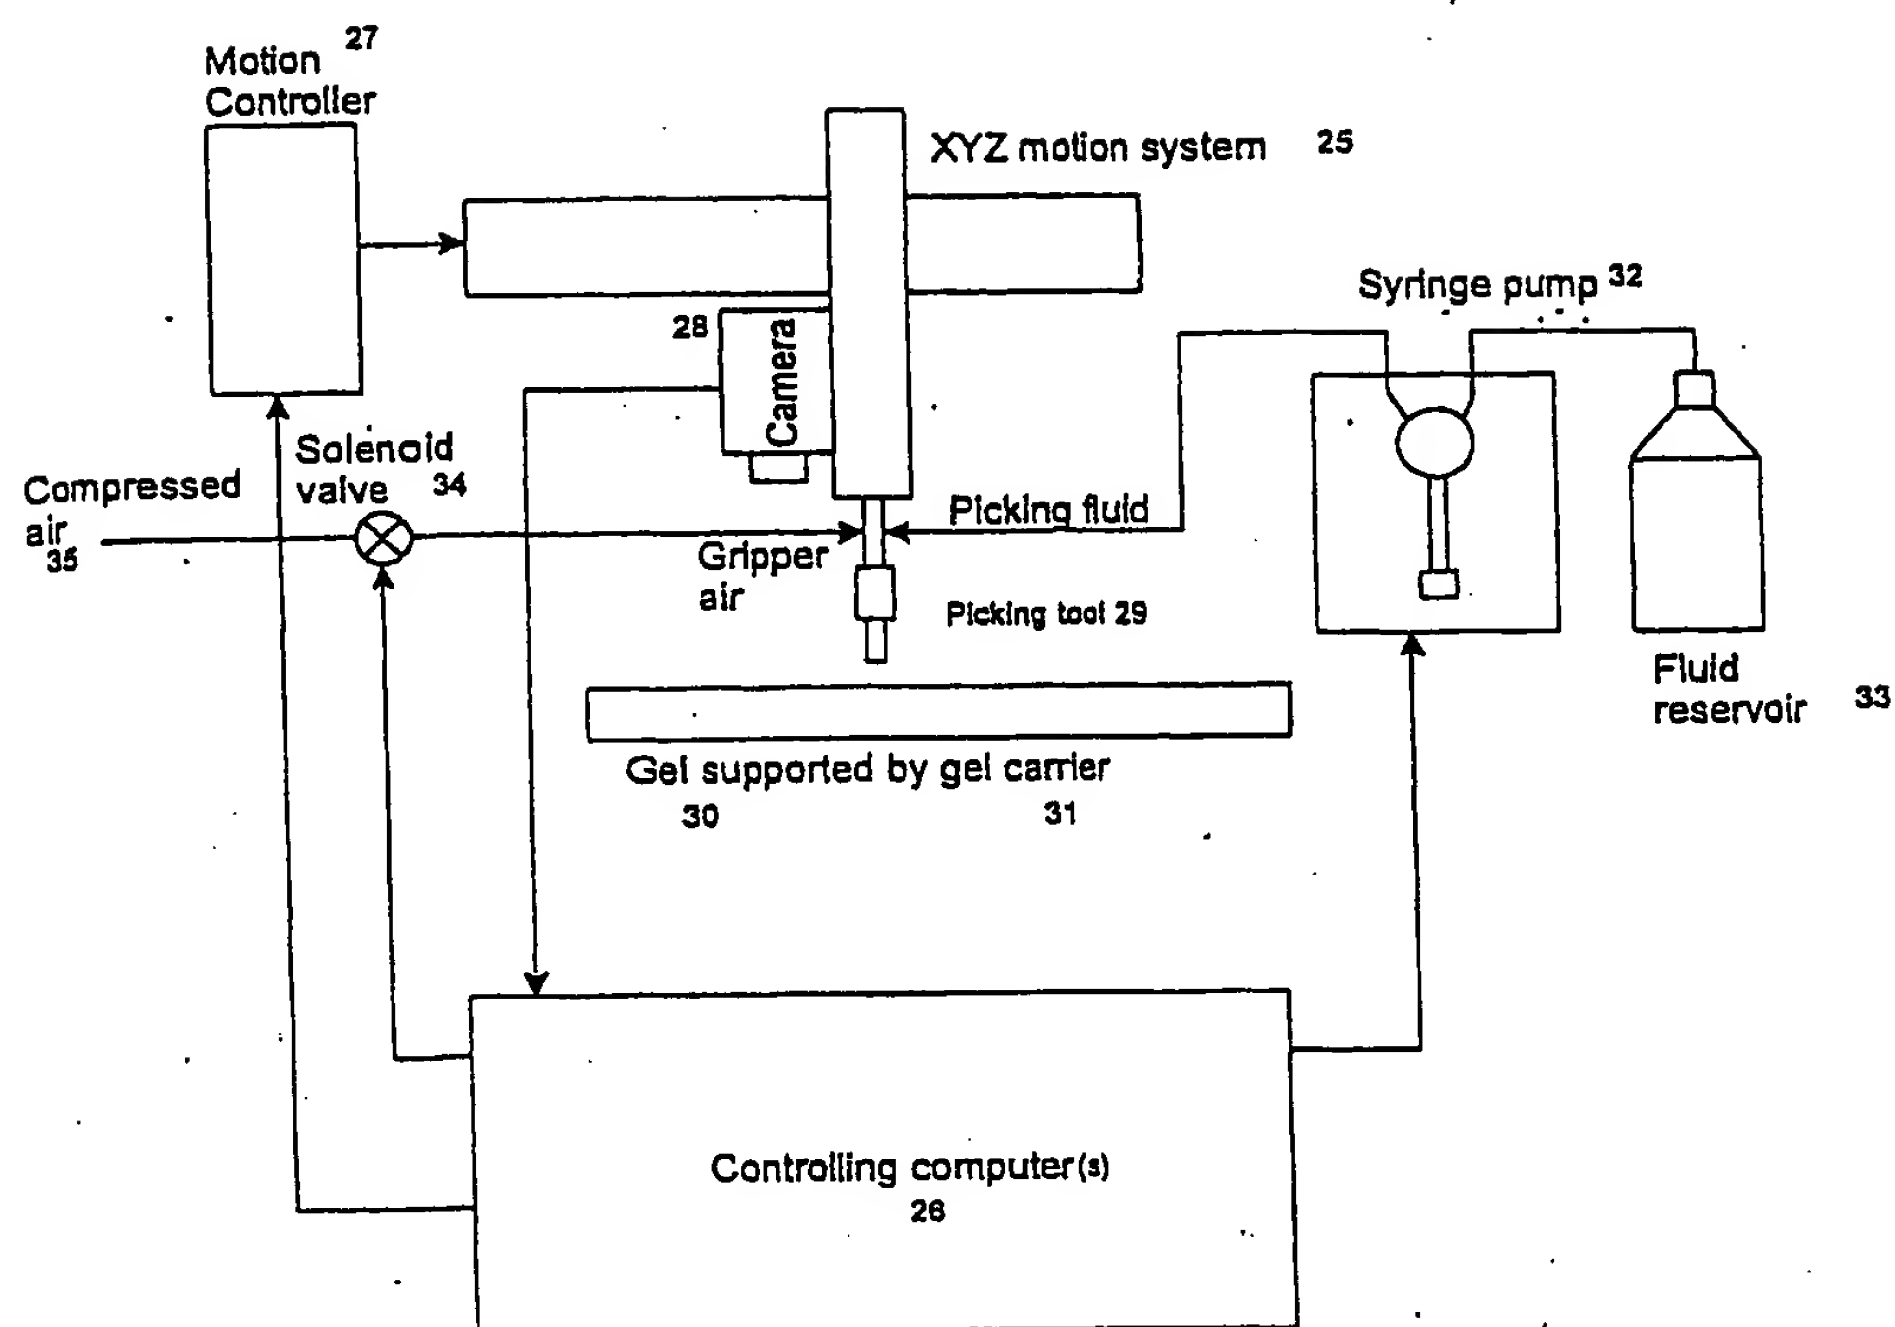 27
Motion
Controller
XYZ motion system 25
Syringe pump 32
28
Camera
Solenoid
valve 34
Compressed
air
35
Picking fluid
Gripper
air
Picking tool 29
Fluid
reservoir 33
Gel supported by gel carrier
30 31
Controlling computer(s)
26